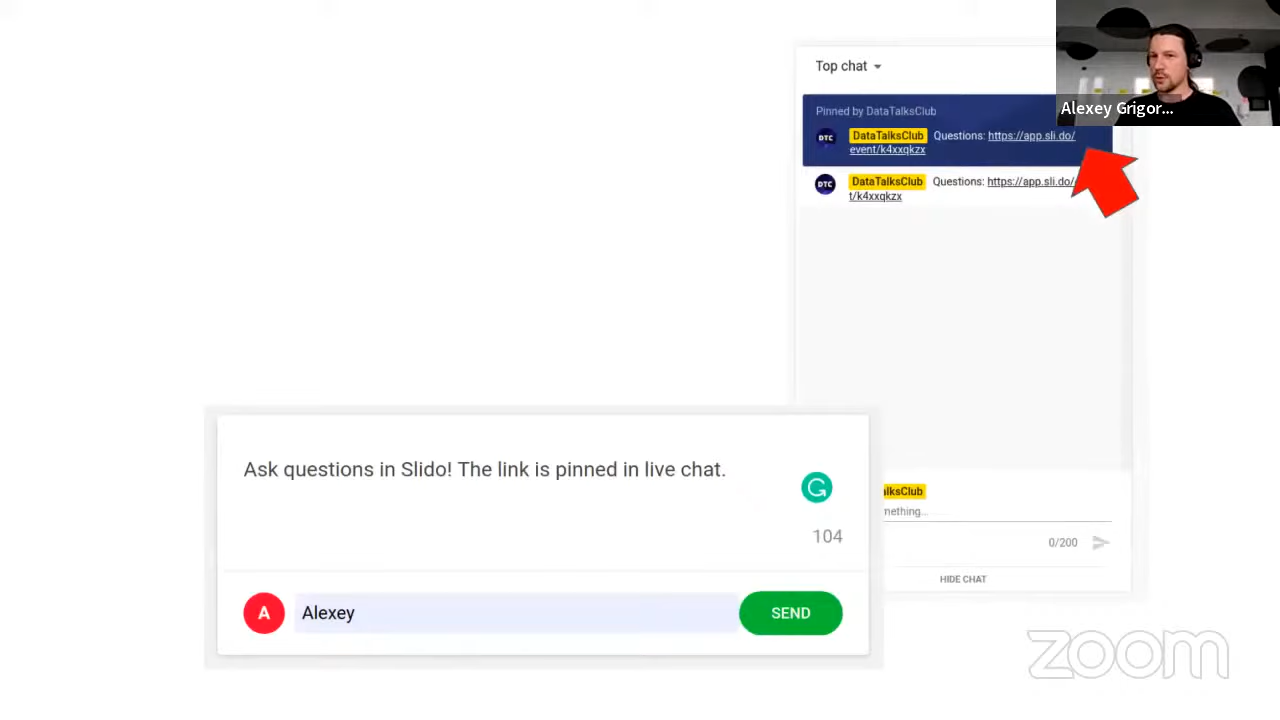 Top chat
Alexey Grigor...
Pinned by DataTalksClub
DTC DataTalksClub Questions: https://app.sli.do/
event/k4xxqkzx
DTC DataTalksClub Questions: https://app.sli.do/
t/k4xxqkzx
Ask questions in Slido! The link is pinned in live chat.
104
A Alexey SEND
alksClub
mething...
0/200
HIDE CHAT
zoom